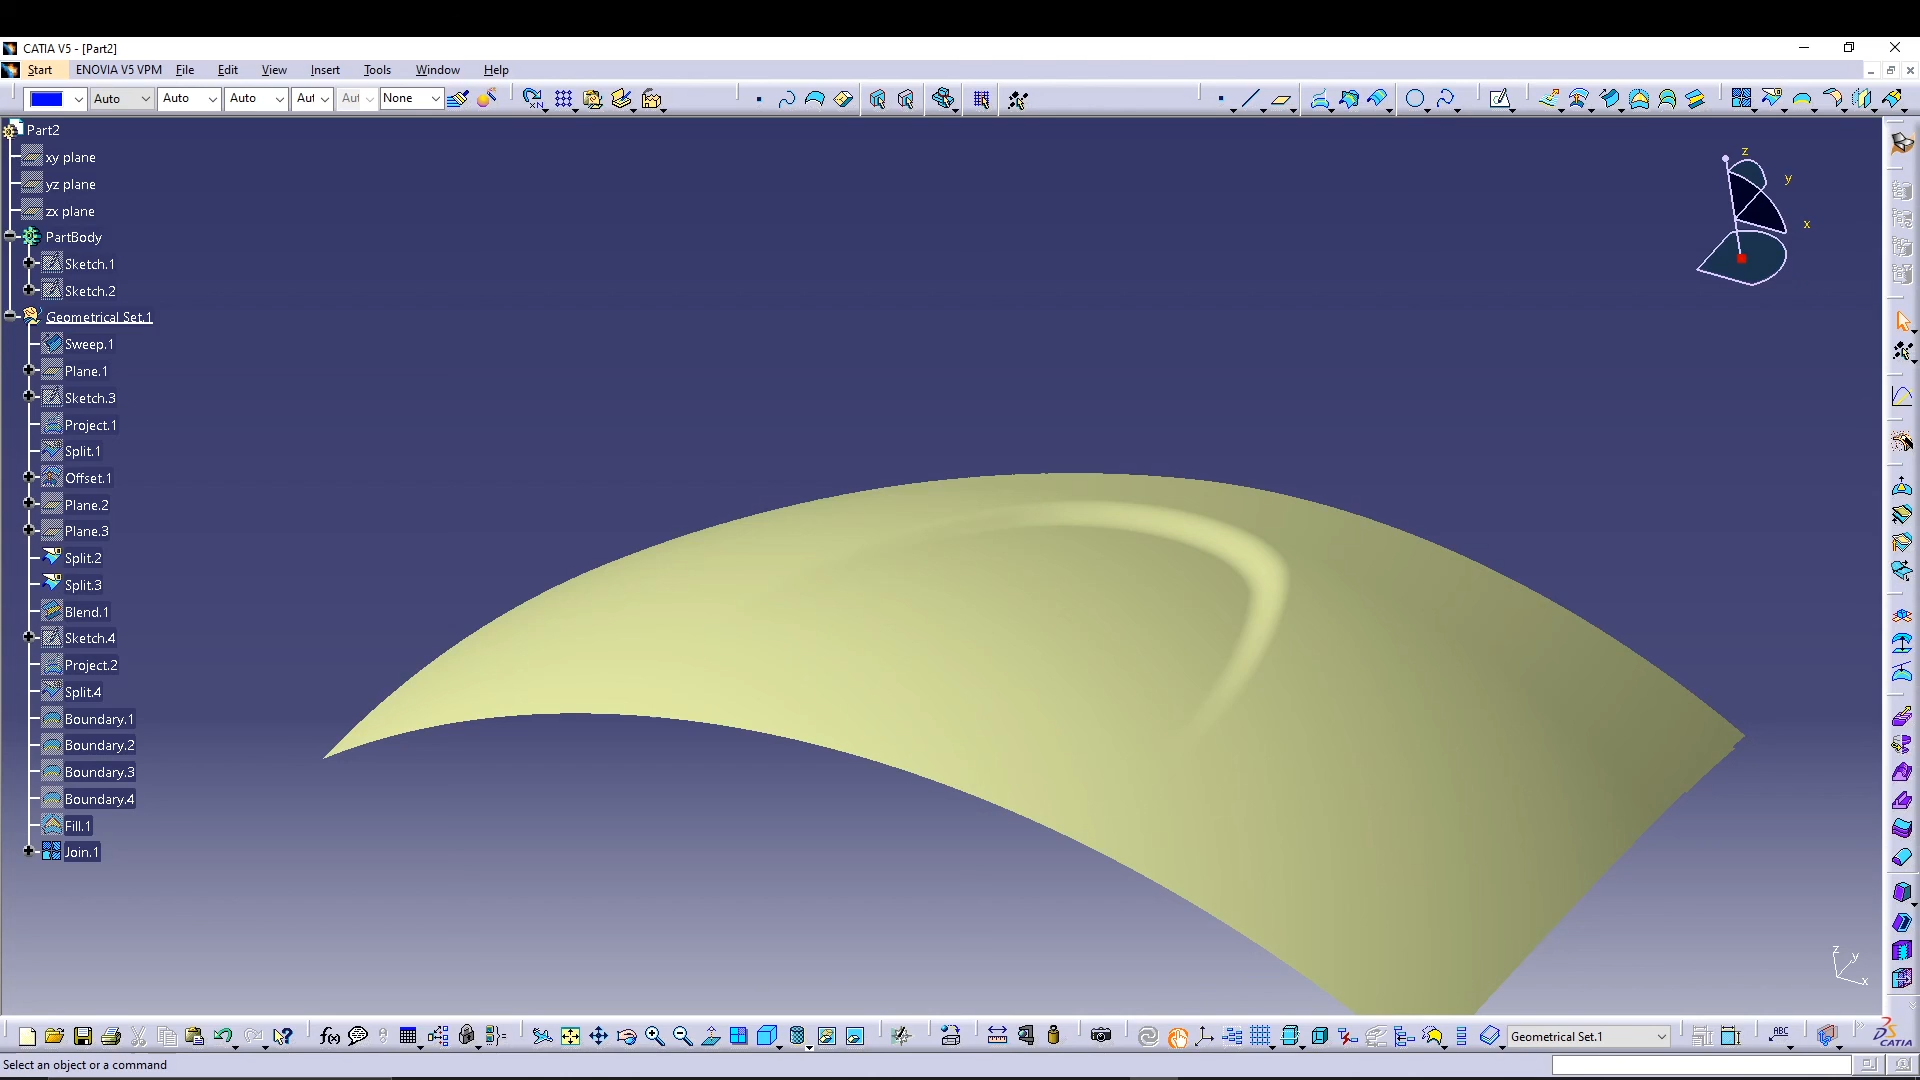 CATIA V5 - [Part2]
Start ENOVIA V5 VPM File Edit View Insert Tools Window Help
Auto Auto Auto Aut Aut None
Part2
xy plane
yz plane
zx plane
PartBody
Sketch.1
Sketch.2
Geometrical Set.1
Sweep.1
Plane.1
Sketch.3
Project.1
Split.1
Offset.1
Plane.2
Plane.3
Split.2
Split.3
Blend.1
Sketch.4
Project.2
Split.4
Boundary.1
Boundary.2
Boundary.3
Boundary.4
Fill.1
Join.1
z
y
x
z
y
x
f(x) Geometrical Set.1 ABC CATIA
Select an object or a command